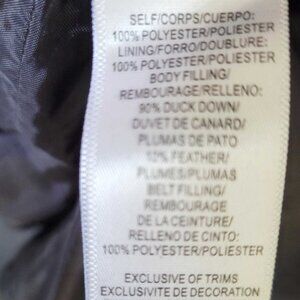 SELF/CORPS/CUERPO:
100% POLYESTER/POLIESTER
LINING/FORRO/DOUBLURE:
100% POLYESTER/POLIESTER
BODY FILLING/
REMBOURAGE/RELLENO:
90% DUCK DOWN/
DUVET DE CANARD/
PLUMAS DE PATO
10% FEATHER/
PLUMES/PLUMAS
BELT FILLING/
REMBOURAGE
DE LA CEINTURE/
RELLENO DE CINTO:
100% POLYESTER/POLIESTER
EXCLUSIVE OF TRIMS
EXCLUSIVITE DE DECORATION